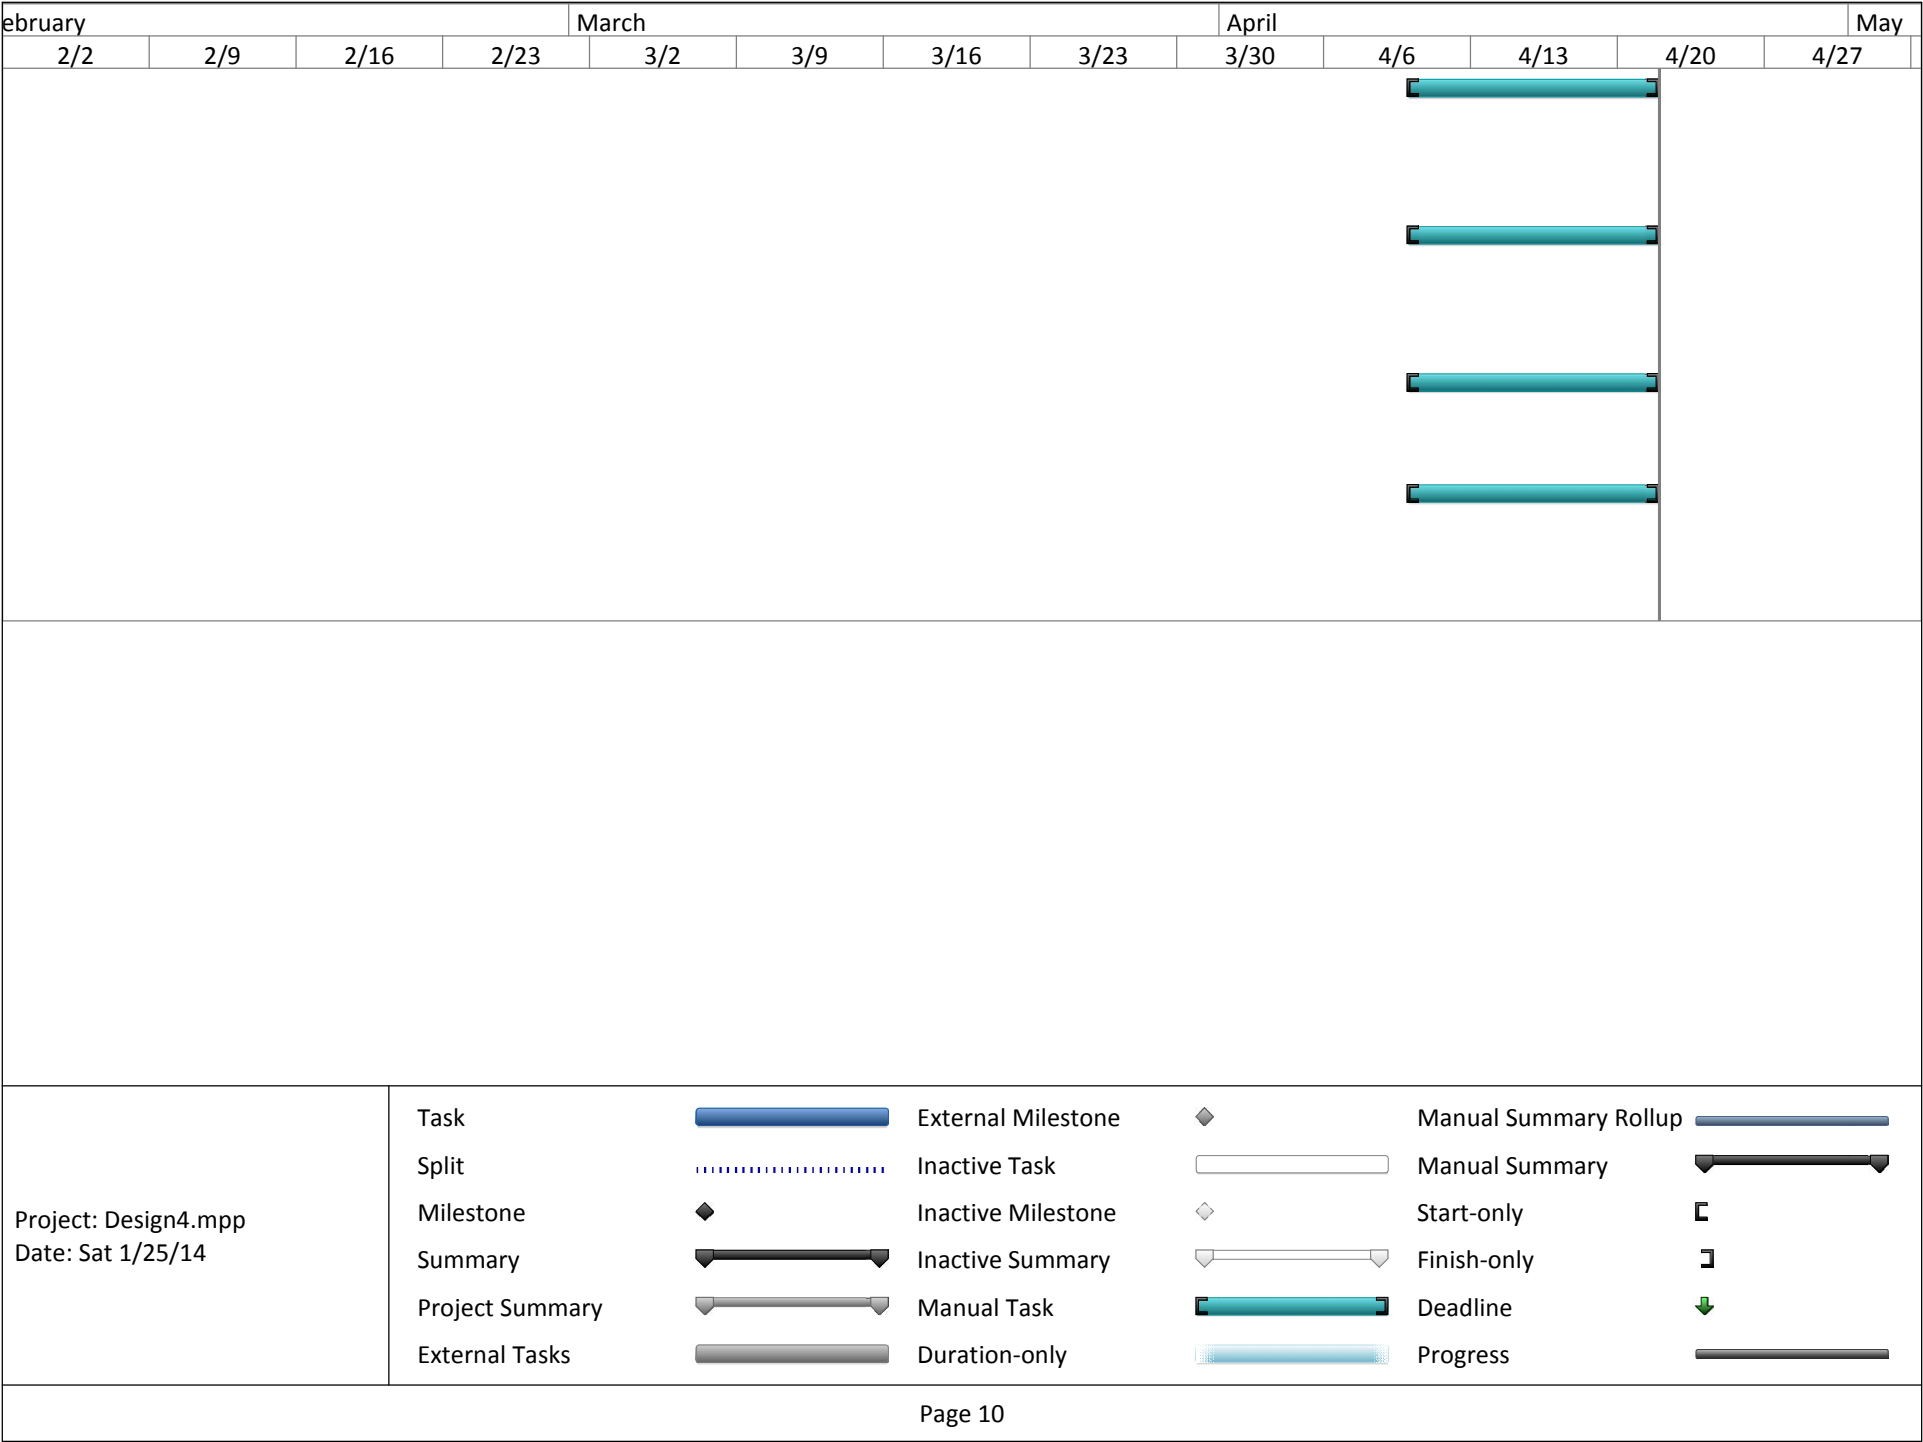 ebruary March April May
2/2 2/9 2/16 2/23 3/2 3/9 3/16 3/23 3/30 4/6 4/13 4/20 4/27
Project: Design4.mpp
Date: Sat 1/25/14
Task
Split
Milestone
Summary
Project Summary
External Tasks
External Milestone
Inactive Task
Inactive Milestone
Inactive Summary
Manual Task
Duration-only
Manual Summary Rollup
Manual Summary
Start-only
Finish-only
Deadline
Progress
Page 10